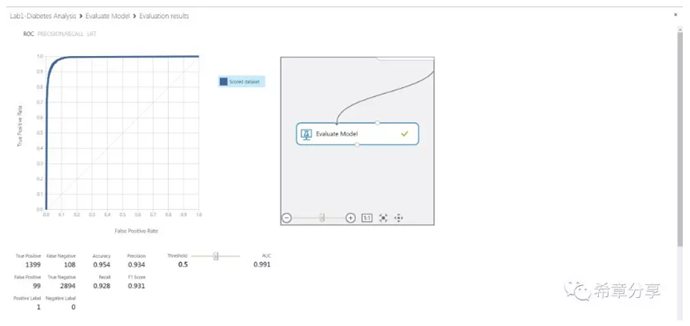 Lab1-Diabetes Analysis › Evaluate Model › Evaluation results
ROC PRECISION/RECALL LIFT
1.0
0.9
0.8
0.7
0.6
0.5
0.4
0.3
0.2
0.1
0.0
True Positive Rate
0.0 0.1 0.2 0.3 0.4 0.5 0.6 0.7 0.8 0.9 1.0
False Positive Rate
Scored dataset
Evaluate Model
1:1
True Positive False Negative Accuracy Precision Threshold AUC
1399 108 0.954 0.934 0.5 0.991
False Positive True Negative Recall F1 Score
99 2894 0.928 0.931
Positive Label Negative Label
1 0
希章分享